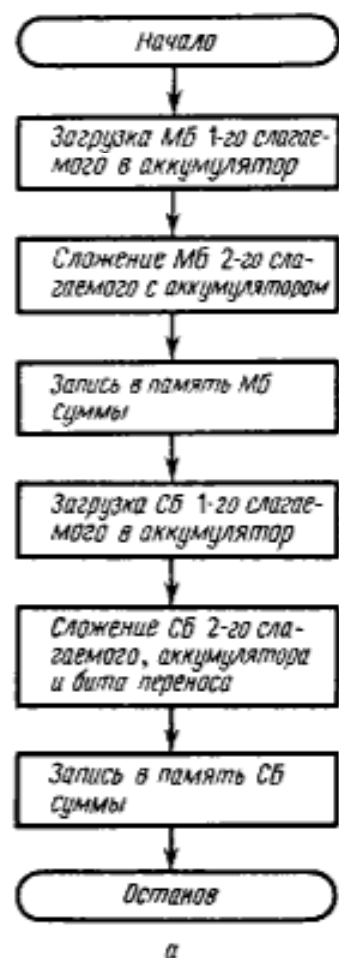 Начало
Загрузка МБ 1-го слагае-
мого в аккумулятор
Сложение МБ 2-го сла-
гаемого с аккумулятором
Запись в память МБ
суммы
Загрузка СБ 1-го слагае-
мого в аккумулятор
Сложение СБ 2-го сла-
гаемого, аккумулятора
и бита переноса
Запись в память СБ
суммы
Останов
а